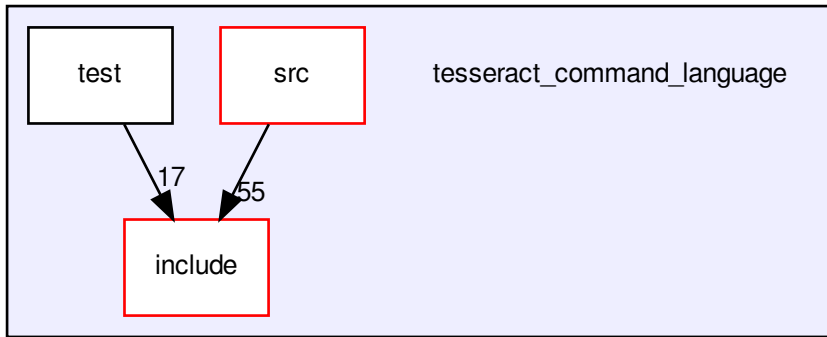 test
src
tesseract_command_language
17
55
include